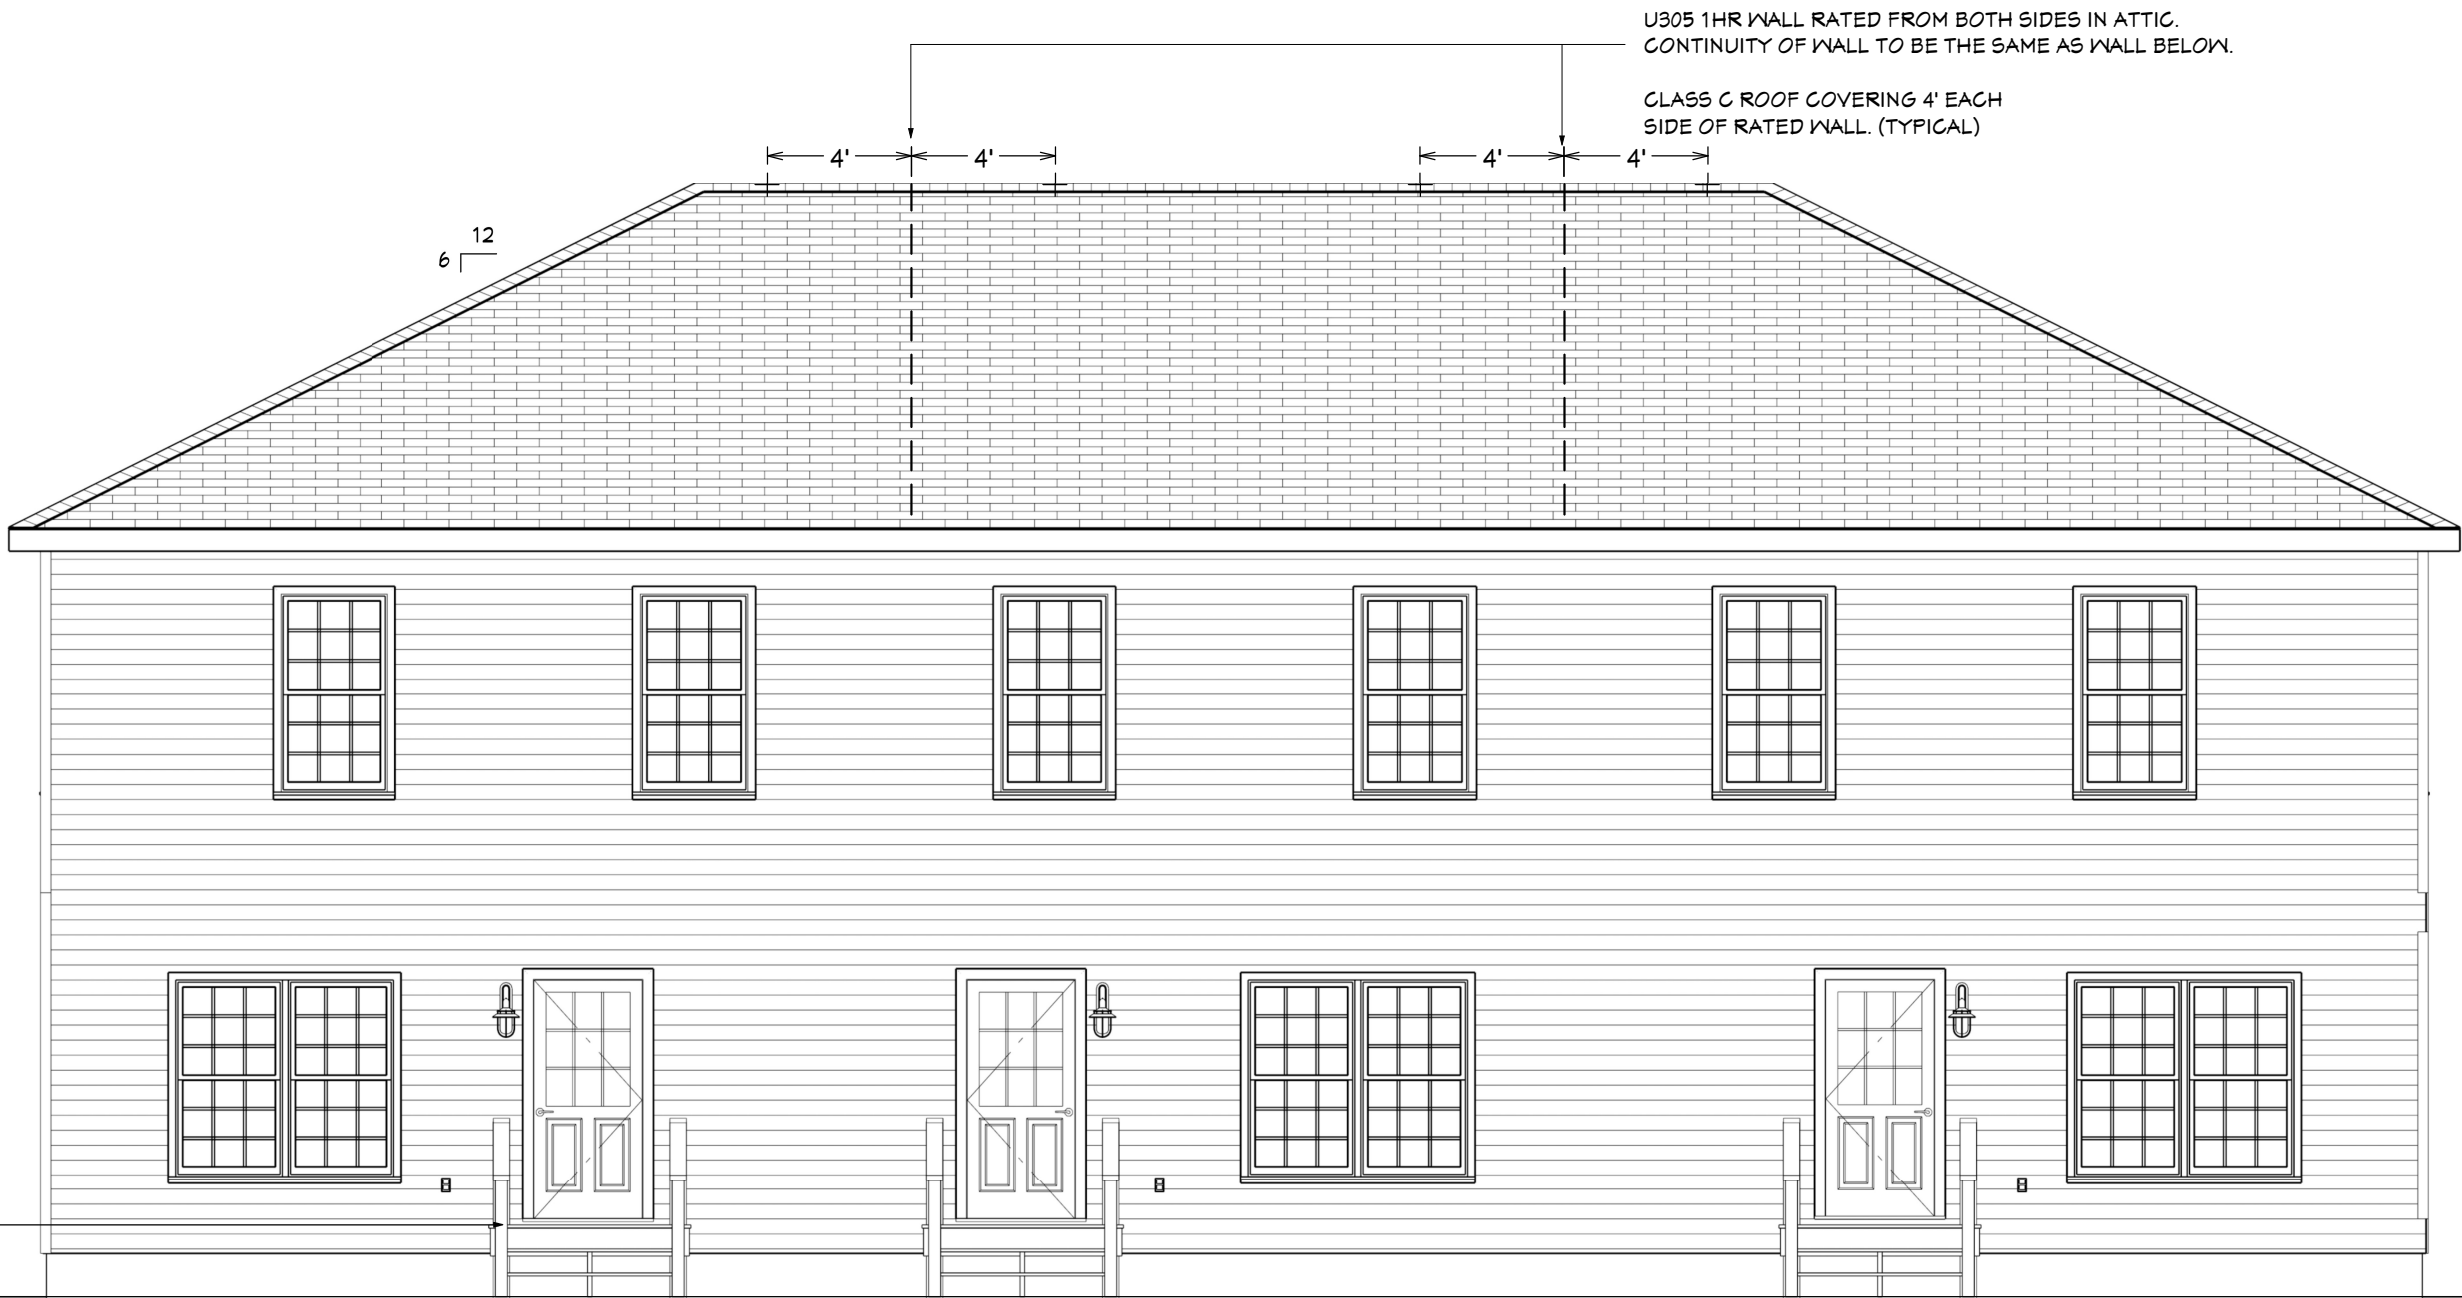 U305 1HR WALL RATED FROM BOTH SIDES IN ATTIC.
CONTINUITY OF WALL TO BE THE SAME AS WALL BELOW.
CLASS C ROOF COVERING 4' EACH
SIDE OF RATED WALL. (TYPICAL)
4' 4' 4' 4'
12
6